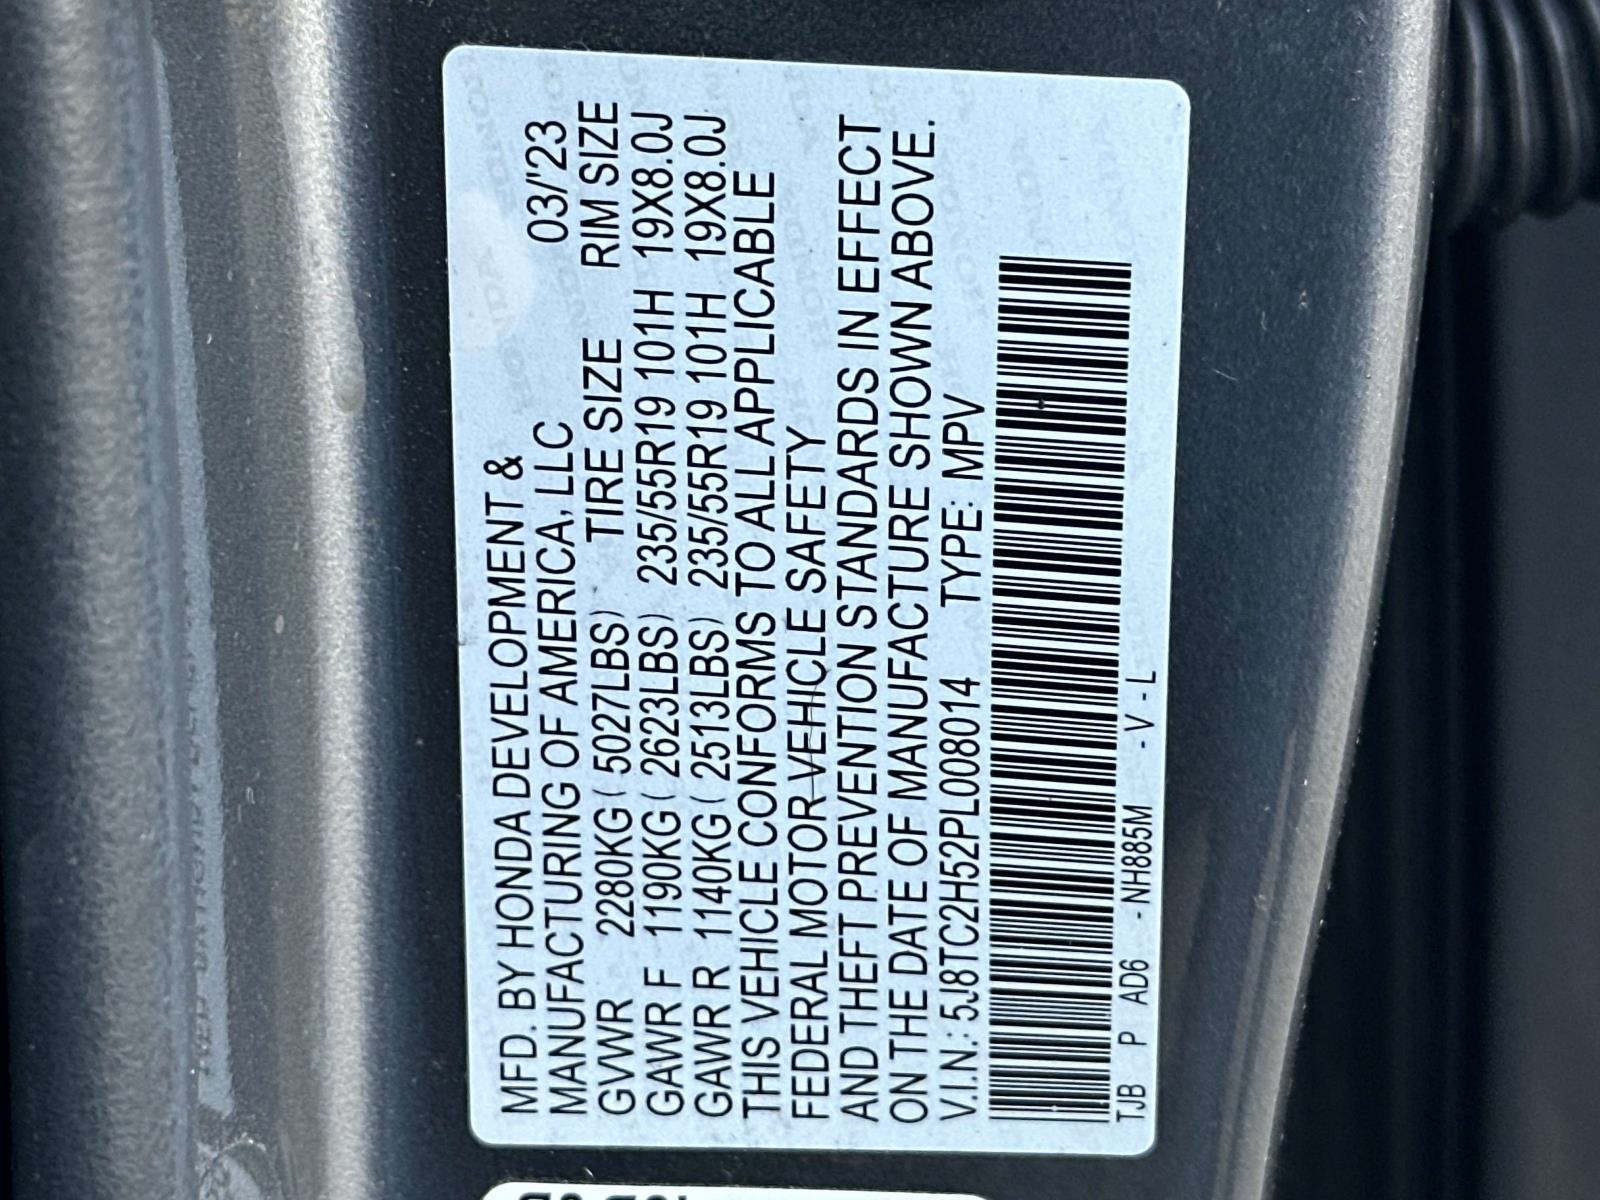 MFD. BY HONDA DEVELOPMENT &
MANUFACTURING OF AMERICA, LLC 03/'23
GVWR 2280KG ( 5027LBS) TIRE SIZE RIM SIZE
GAWR F 1190KG ( 2623LBS) 235/55R19 101H 19X8.0J
GAWR R 1140KG ( 2513LBS) 235/55R19 101H 19X8.0J
THIS VEHICLE CONFORMS TO ALL APPLICABLE
FEDERAL MOTOR VEHICLE SAFETY
AND THEFT PREVENTION STANDARDS IN EFFECT
ON THE DATE OF MANUFACTURE SHOWN ABOVE.
V.I.N.: 5J8TC2H52PL008014 TYPE: MPV
TJB P AD6 - NH885M - V - L